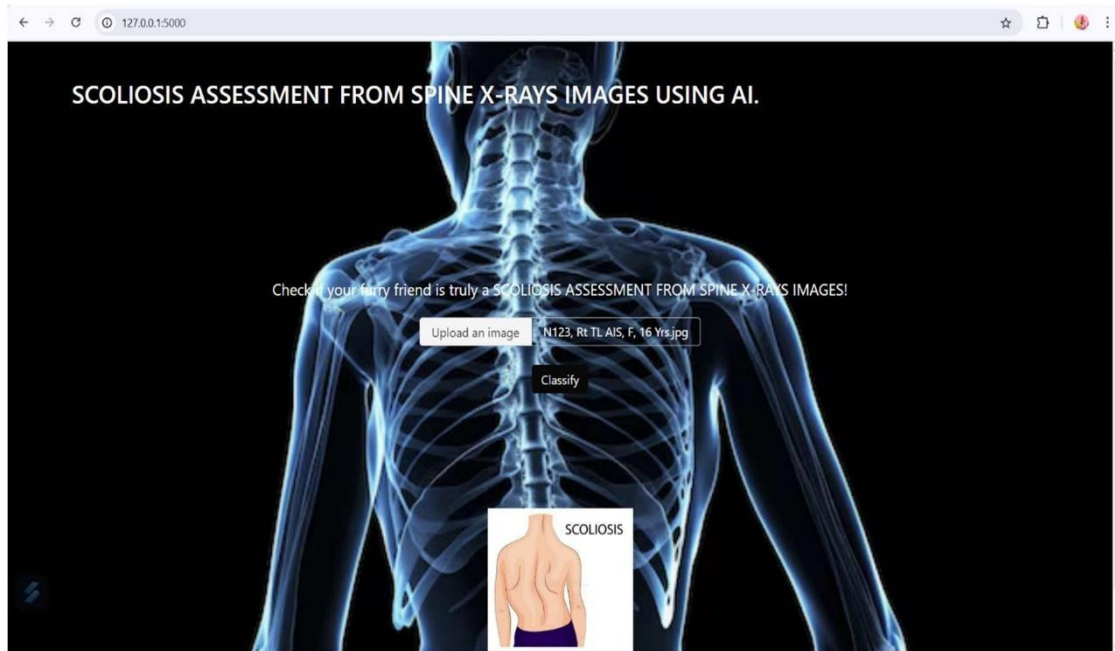 127.0.0.1:5000
SCOLIOSIS ASSESSMENT FROM SPINE X-RAYS IMAGES USING AI.
Check if your furry friend is truly a SCOLIOSIS ASSESSMENT FROM SPINE X-RAYS IMAGES!
Upload an image N123, Rt TL AIS, F, 16 Yrs.jpg
Classify
SCOLIOSIS